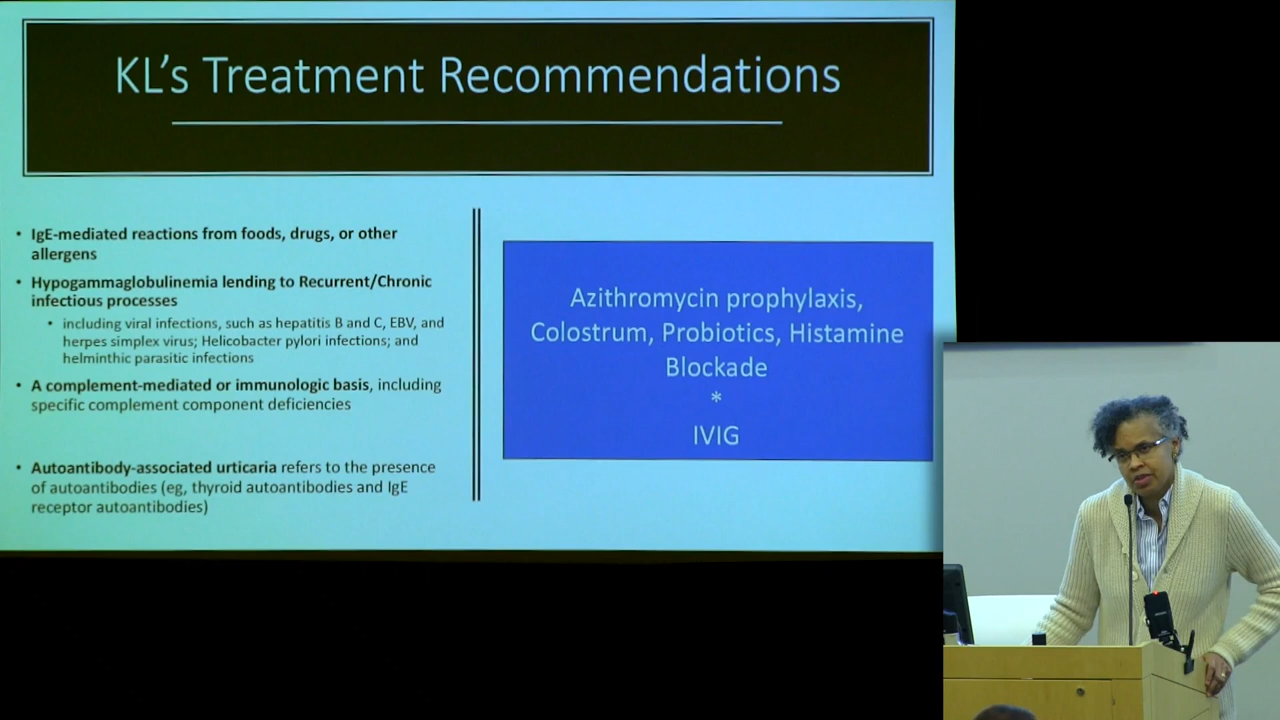 KL’s Treatment Recommendations
• IgE-mediated reactions from foods, drugs, or other
allergens
• Hypogammaglobulinemia lending to Recurrent/Chronic
infectious processes
• including viral infections, such as hepatitis B and C, EBV, and
herpes simplex virus; Helicobacter pylori infections; and
helminthic parasitic infections
• A complement-mediated or immunologic basis, including
specific complement component deficiencies
• Autoantibody-associated urticaria refers to the presence
of autoantibodies (eg, thyroid autoantibodies and IgE
receptor autoantibodies)
Azithromycin prophylaxis,
Colostrum, Probiotics, Histamine
Blockade
*
IVIG